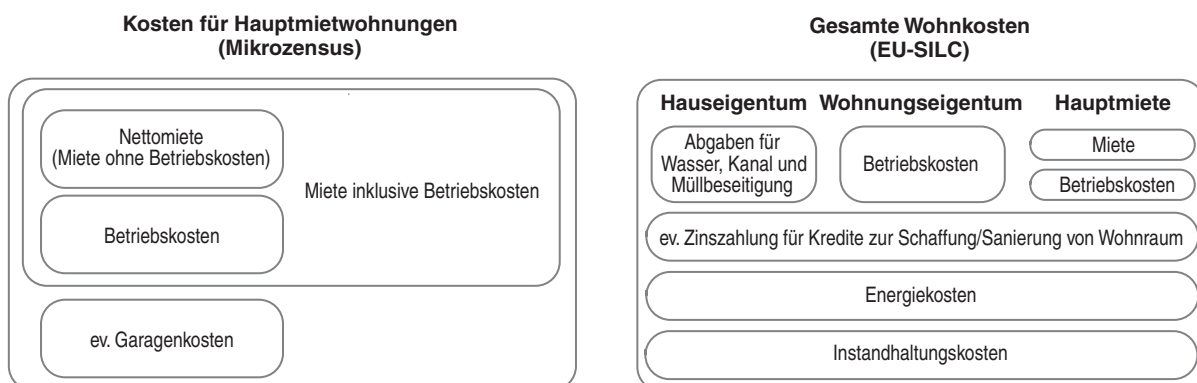 Kosten für Hauptmietwohnungen
(Mikrozensus)
Nettomiete
(Miete ohne Betriebskosten)
Miete inklusive Betriebskosten
Betriebskosten
ev. Garagenkosten
Gesamte Wohnkosten
(EU-SILC)
Hauseigentum Wohnungseigentum Hauptmiete
Abgaben für
Wasser, Kanal und
Müllbeseitigung
Betriebskosten
Miete
Betriebskosten
ev. Zinszahlung für Kredite zur Schaffung/Sanierung von Wohnraum
Energiekosten
Instandhaltungskosten